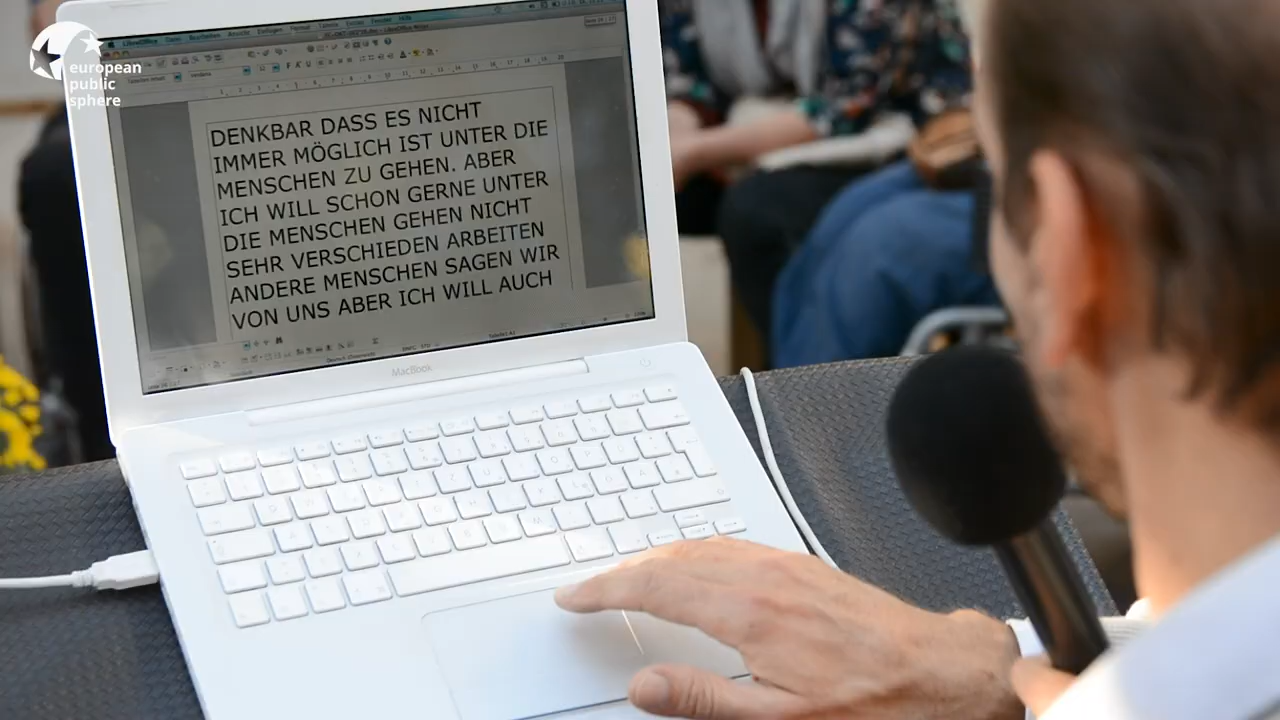 european
public
sphere
DENKBAR DASS ES NICHT
IMMER MÖGLICH IST UNTER DIE
MENSCHEN ZU GEHEN. ABER
ICH WILL SCHON GERNE UNTER
DIE MENSCHEN GEHEN NICHT
SEHR VERSCHIEDEN ARBEITEN
ANDERE MENSCHEN SAGEN WIR
VON UNS ABER ICH WILL AUCH
MacBook